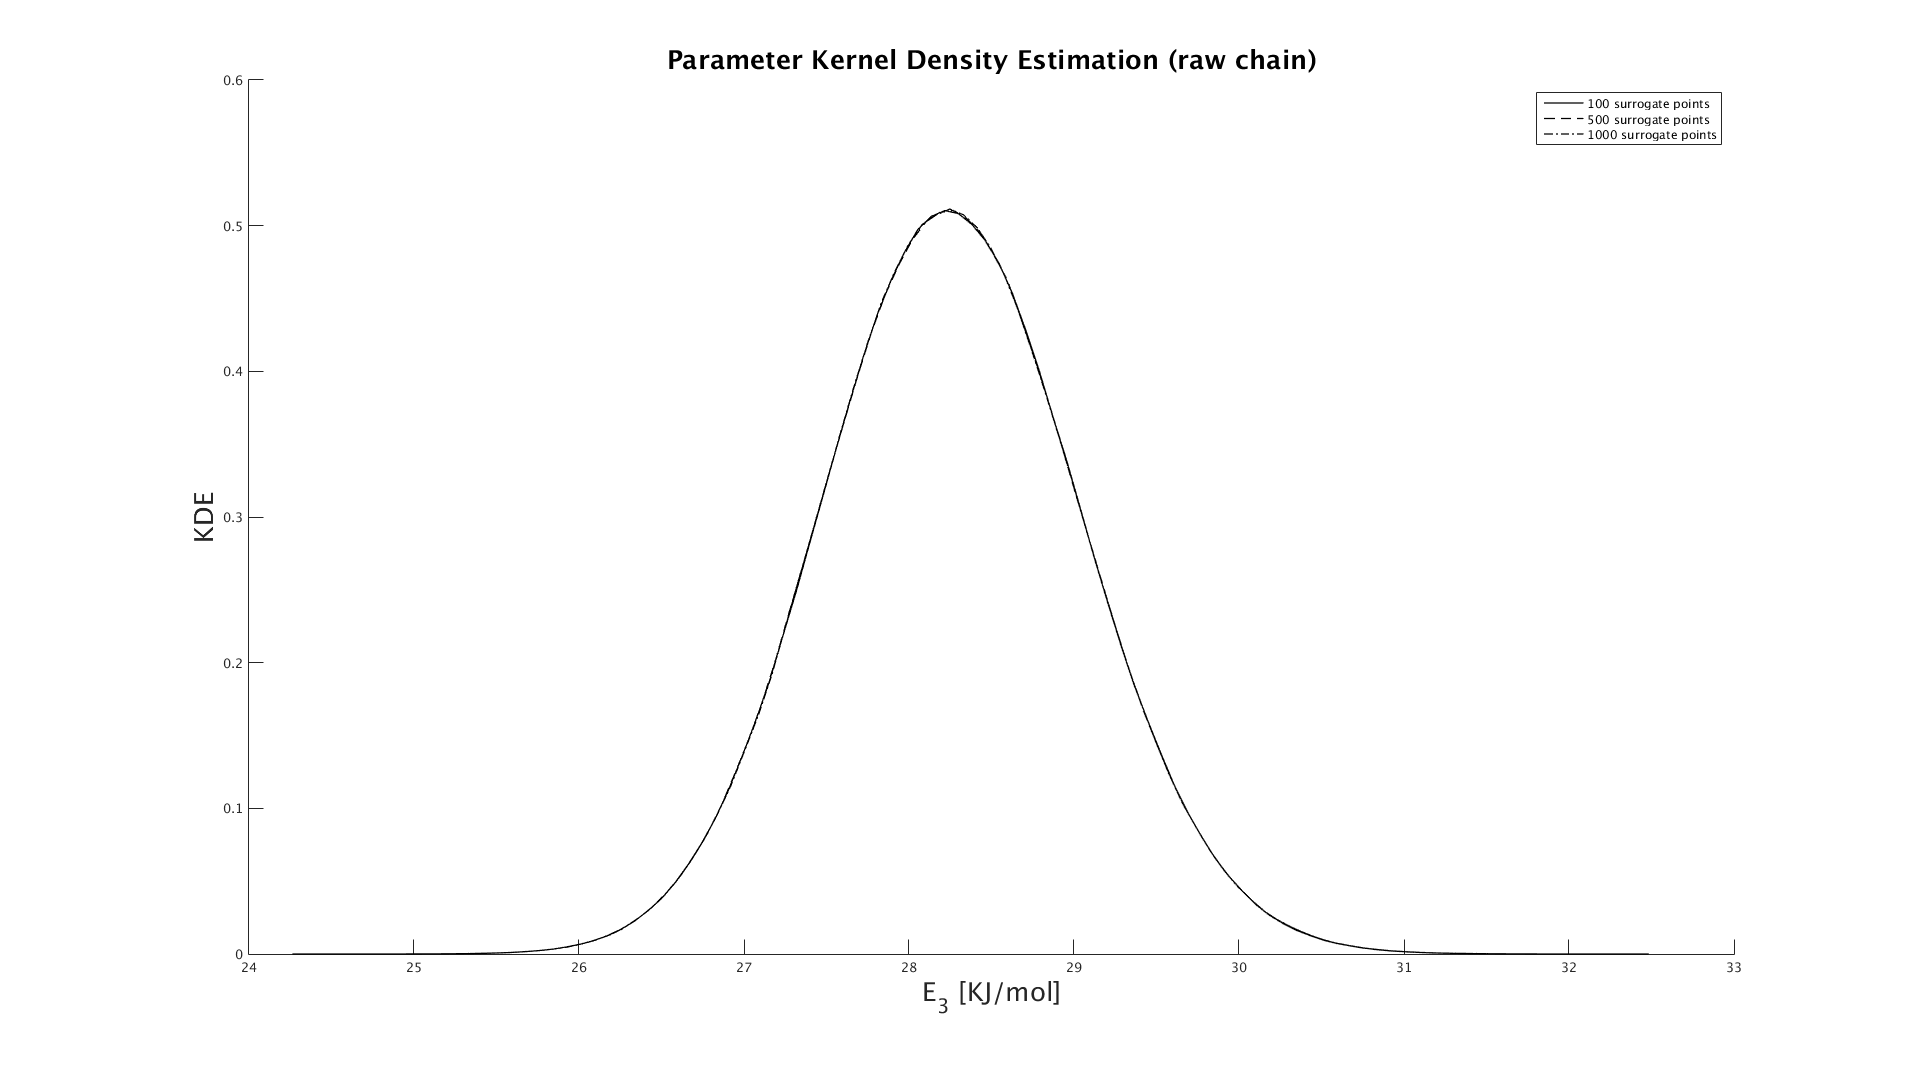 Parameter Kernel Density Estimation (raw chain)
0.6
100 surrogate points
500 surrogate points
1000 surrogate points
0.5
0.4
0.3
0.2
0.1
0
KDE
24 25 26 27 28 29 30 31 32 33
E3 [KJ/mol]